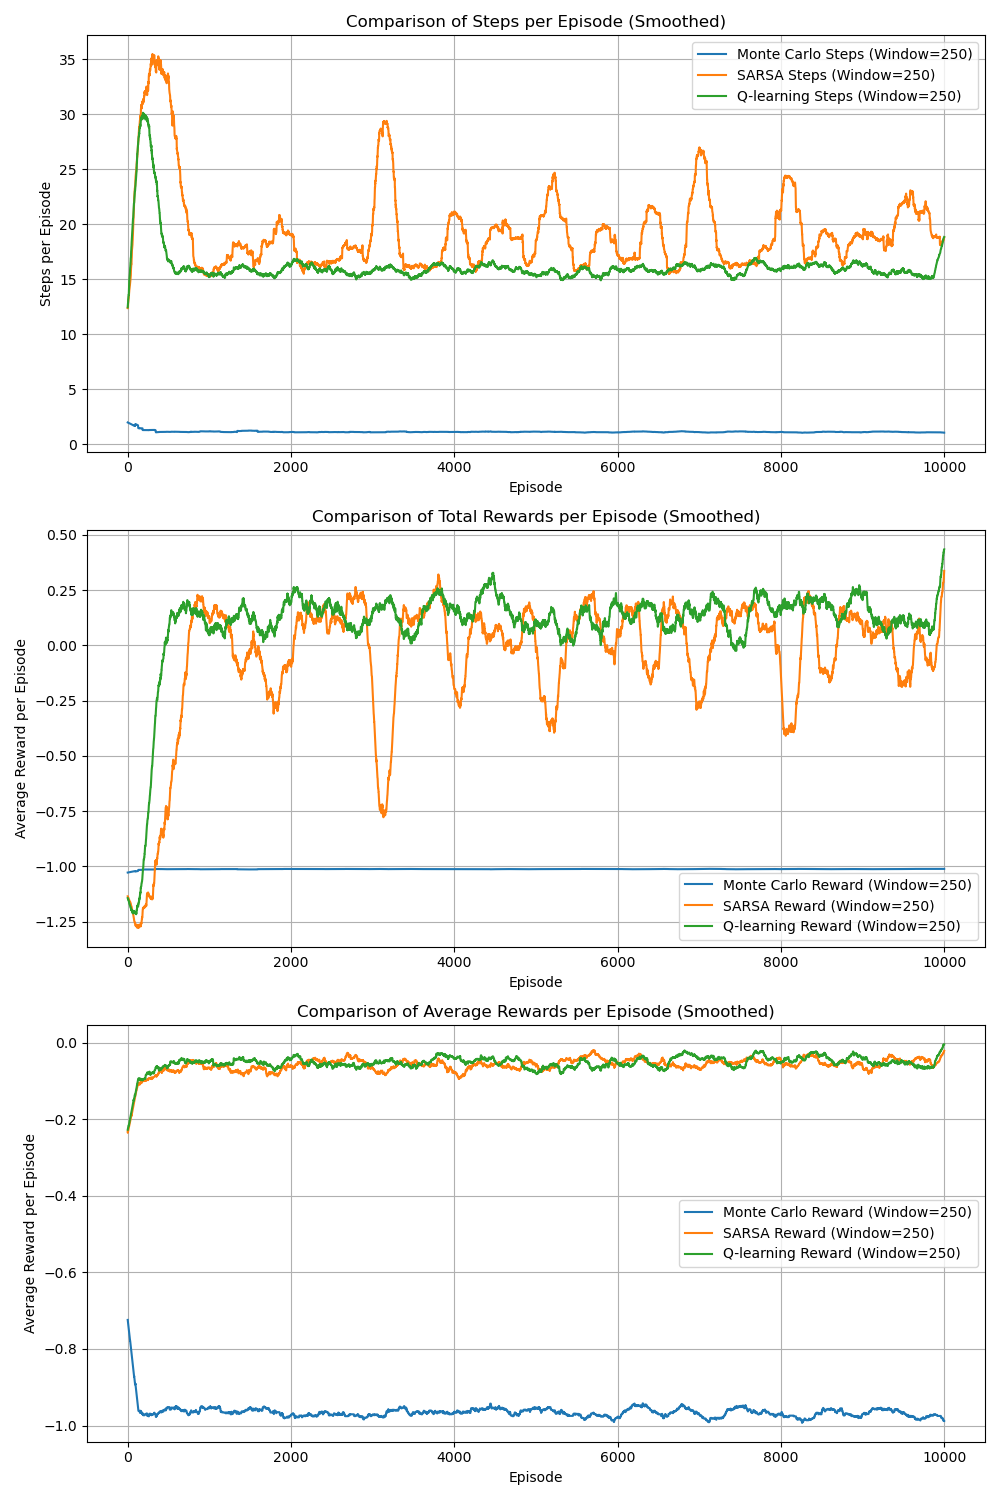 Comparison of Steps per Episode (Smoothed)
Steps per Episode
35
30
25
20
15
10
5
0
Monte Carlo Steps (Window=250)
SARSA Steps (Window=250)
Q-learning Steps (Window=250)
0 2000 4000 6000 8000 10000
Episode
Comparison of Total Rewards per Episode (Smoothed)
Average Reward per Episode
0.50
0.25
0.00
−0.25
−0.50
−0.75
−1.00
−1.25
Monte Carlo Reward (Window=250)
SARSA Reward (Window=250)
Q-learning Reward (Window=250)
0 2000 4000 6000 8000 10000
Episode
Comparison of Average Rewards per Episode (Smoothed)
Average Reward per Episode
0.0
−0.2
−0.4
−0.6
−0.8
−1.0
Monte Carlo Reward (Window=250)
SARSA Reward (Window=250)
Q-learning Reward (Window=250)
0 2000 4000 6000 8000 10000
Episode